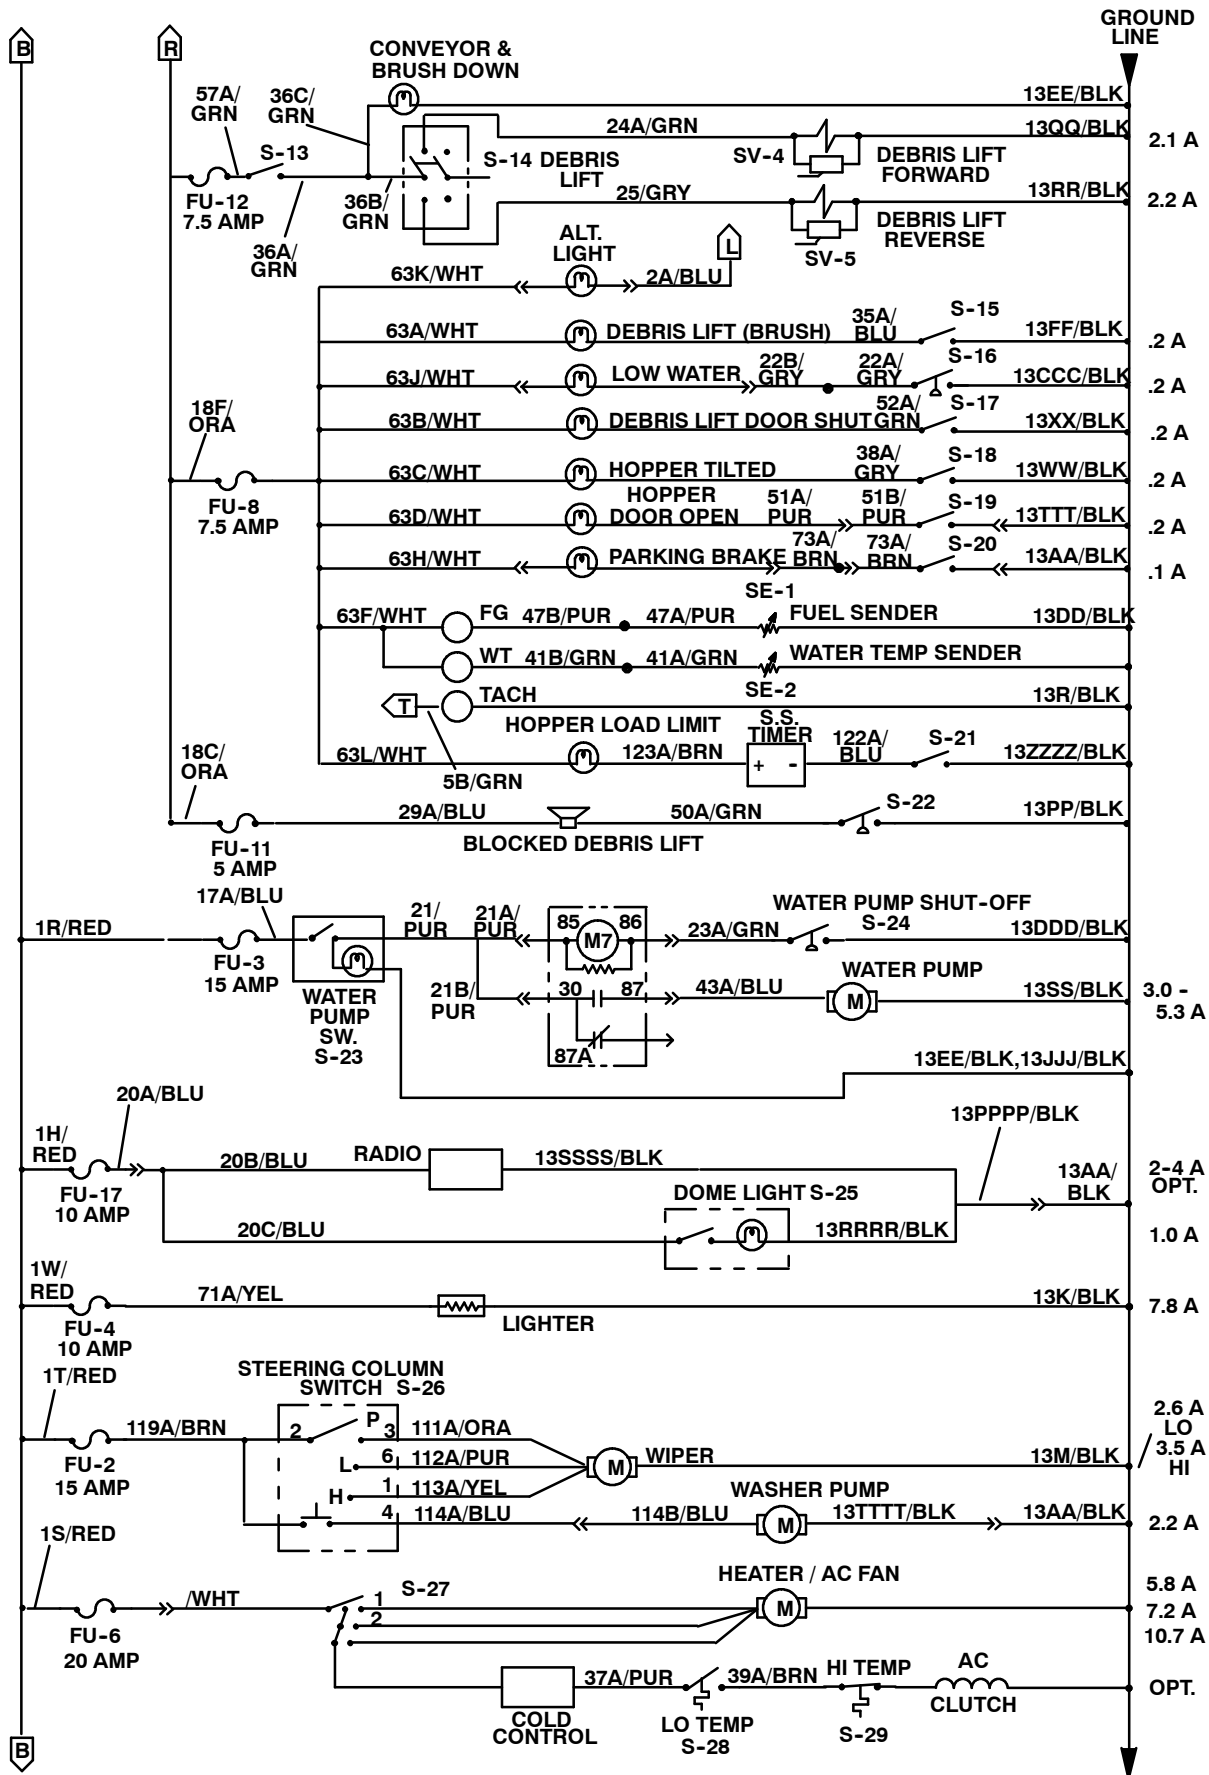 GROUND
LINE
B
R
CONVEYOR &
BRUSH DOWN
13EE/BLK
57A/
GRN
36C/
GRN
24A/GRN
13QQ/BLK
2.1 A
S-13
S-14 DEBRIS
LIFT
SV-4
DEBRIS LIFT
FORWARD
FU-12
7.5 AMP
36B/
GRN
25/GRY
13RR/BLK
2.2 A
36A/
GRN
SV-5
DEBRIS LIFT
REVERSE
ALT.
LIGHT
L
63K/WHT
2A/BLU
63A/WHT
DEBRIS LIFT (BRUSH)
35A/
BLU
S-15
13FF/BLK
.2 A
63J/WHT
LOW WATER
22B/
GRY
22A/
GRY
S-16
13CCC/BLK
.2 A
18F/
ORA
63B/WHT
DEBRIS LIFT DOOR SHUT
52A/
GRN
S-17
13XX/BLK
.2 A
63C/WHT
HOPPER TILTED
38A/
GRY
S-18
13WW/BLK
.2 A
FU-8
7.5 AMP
63D/WHT
HOPPER
DOOR OPEN
51A/
PUR
51B/
PUR
S-19
13TTT/BLK
.2 A
63H/WHT
PARKING BRAKE
73A/
BRN
73A/
BRN
S-20
13AA/BLK
.1 A
63F/WHT
FG
47B/PUR
47A/PUR
SE-1
FUEL SENDER
13DD/BLK
WT
41B/GRN
41A/GRN
WATER TEMP SENDER
SE-2
T
TACH
13R/BLK
5B/GRN
63L/WHT
HOPPER LOAD LIMIT
123A/BRN
S.S.
TIMER
+ -
122A/
BLU
S-21
13ZZZZ/BLK
18C/
ORA
29A/BLU
50A/GRN
S-22
13PP/BLK
FU-11
5 AMP
BLOCKED DEBRIS LIFT
1R/RED
17A/BLU
FU-3
15 AMP
21/
PUR
21A/
PUR
85
M7
86
23A/GRN
WATER PUMP SHUT-OFF
S-24
13DDD/BLK
WATER
PUMP
SW.
S-23
21B/
PUR
30
87
87A
43A/BLU
WATER PUMP
M
13SS/BLK
3.0 -
5.3 A
13EE/BLK,13JJJ/BLK
20A/BLU
13PPPP/BLK
1H/
RED
FU-17
10 AMP
20B/BLU
RADIO
13SSSS/BLK
13AA/
BLK
2-4 A
OPT.
20C/BLU
DOME LIGHT S-25
13RRRR/BLK
1.0 A
1W/
RED
FU-4
10 AMP
71A/YEL
LIGHTER
13K/BLK
7.8 A
1T/RED
STEERING COLUMN
SWITCH S-26
FU-2
15 AMP
119A/BRN
2
P
3
111A/ORA
L
6
112A/PUR
H
1
113A/YEL
4
114A/BLU
M
WIPER
13M/BLK
2.6 A
LO
3.5 A
HI
114B/BLU
WASHER PUMP
M
13TTTT/BLK
13AA/BLK
2.2 A
1S/RED
FU-6
20 AMP
/WHT
S-27
1
2
HEATER / AC FAN
M
5.8 A
7.2 A
10.7 A
COLD
CONTROL
37A/PUR
LO TEMP
S-28
39A/BRN
HI TEMP
S-29
AC
CLUTCH
OPT.
B